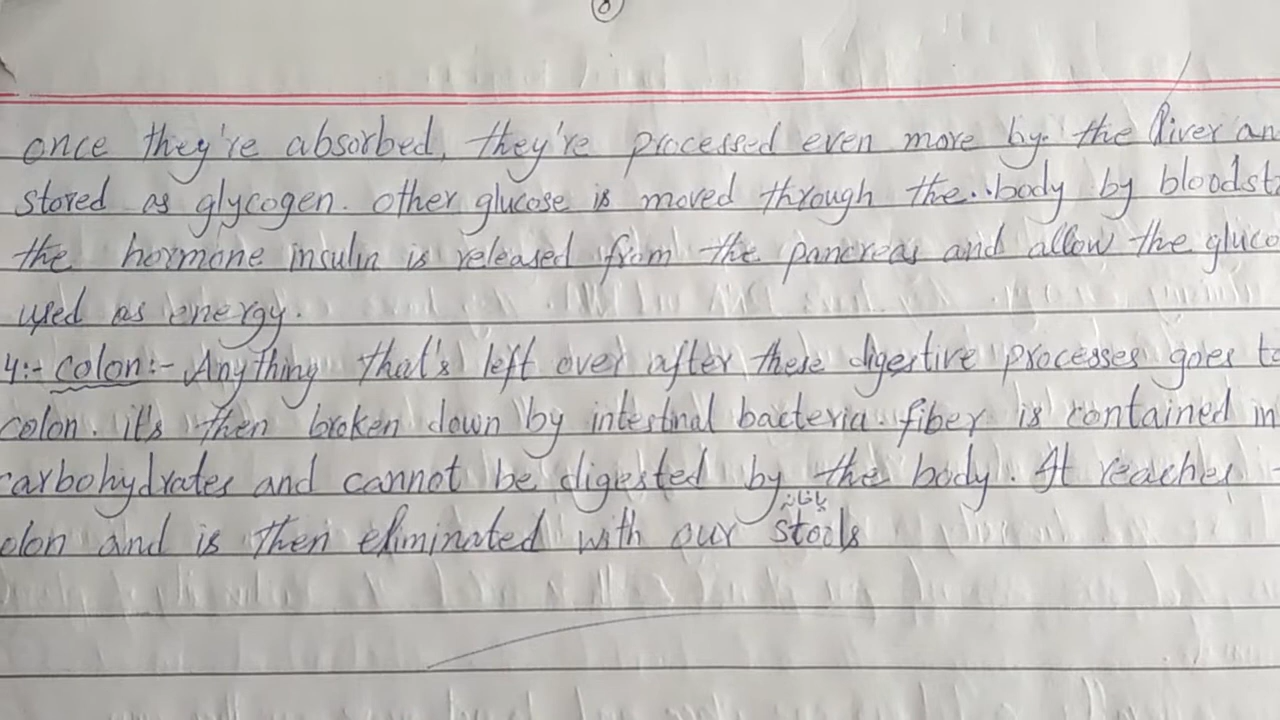 8
once they're absorbed, they're processed even more by. the liver an
stored as glycogen. other glucose is moved through the..body by bloodst
the hormone insulin is released from the pancreas and allow the gluco
used as energy.
4:- colon:- Anything that's left over after these digestive processes goes to
colon. it's then broken down by intestinal bacteria. fiber is contained in
carbohydrates and cannot be digested by the body. It reaches
پاخانہ
olon and is then eliminated with our stools